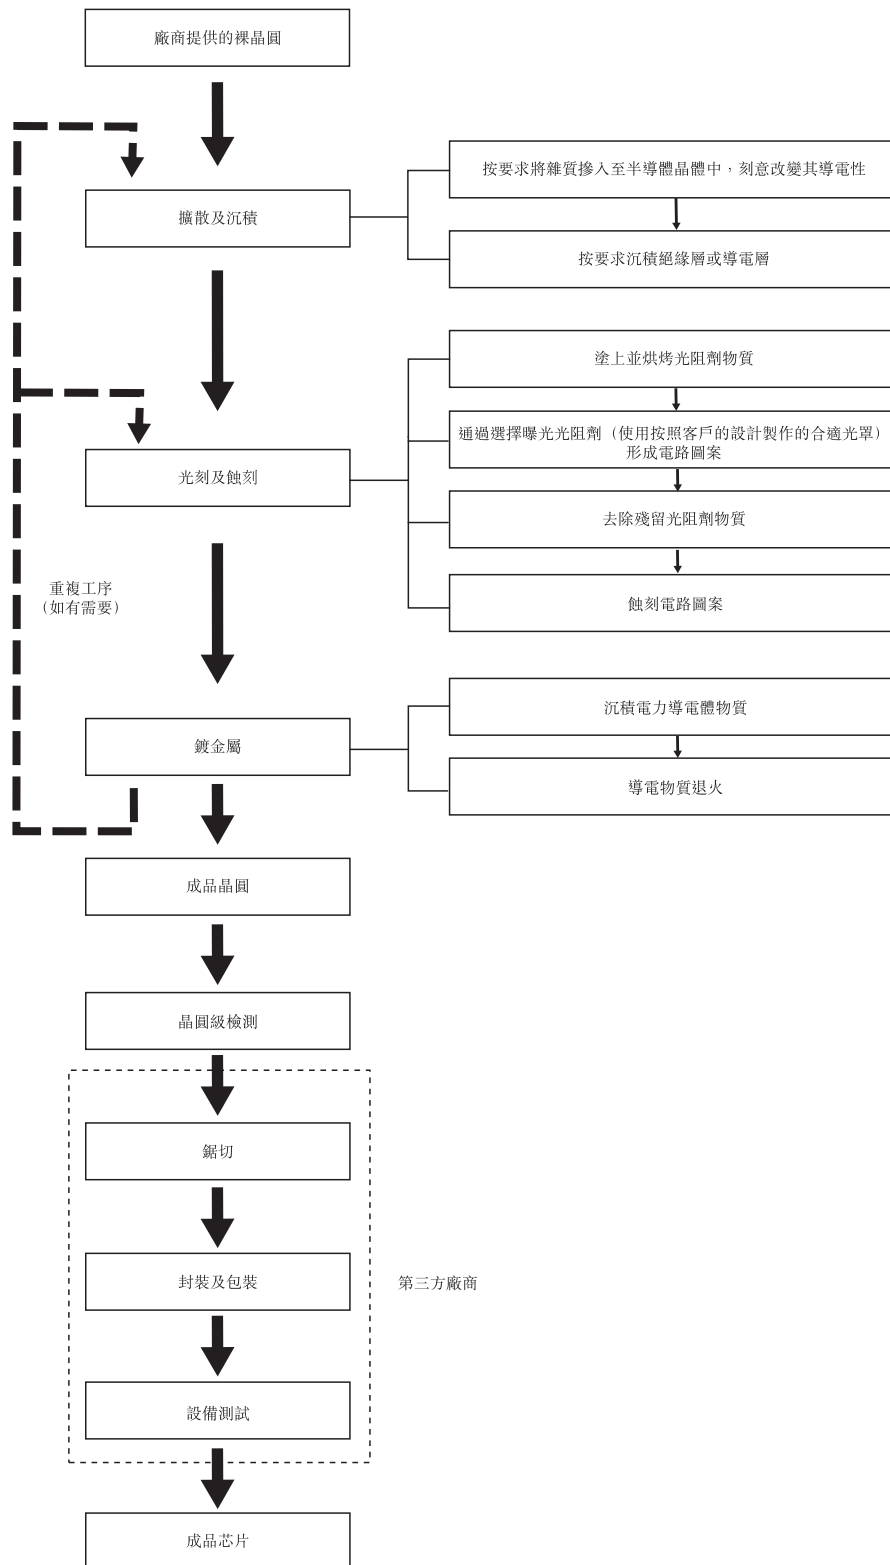 廠商提供的裸晶圓
擴散及沉積
按要求將雜質摻入至半導體晶體中，刻意改變其導電性
按要求沉積絕緣層或導電層
光刻及蝕刻
塗上並烘烤光阻劑物質
通過選擇曝光光阻劑（使用按照客戶的設計製作的合適光罩）
形成電路圖案
去除殘留光阻劑物質
蝕刻電路圖案
重複工序
（如有需要）
鍍金屬
沉積電力導電體物質
導電物質退火
成品晶圓
晶圓級檢測
鋸切
封裝及包裝
第三方廠商
設備測試
成品芯片